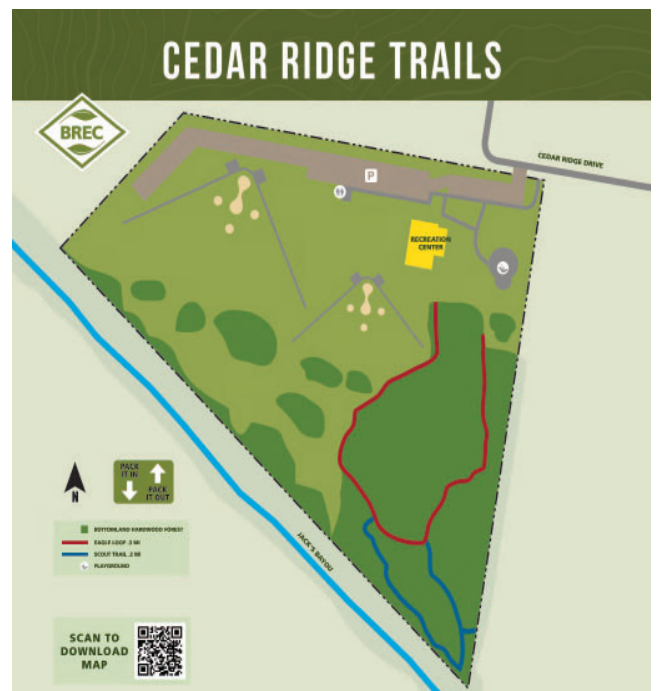 CEDAR RIDGE TRAILS
BREC
CEDAR RIDGE DRIVE
P
RECREATION
CENTER
PACK
IT IN
PACK
IT OUT
N
BOTTOMLAND HARDWOOD FOREST
EAGLE LOOP .5 MI
SCOUT TRAIL .2 MI
PLAYGROUND
JACK'S BAYOU
SCAN TO
DOWNLOAD
MAP